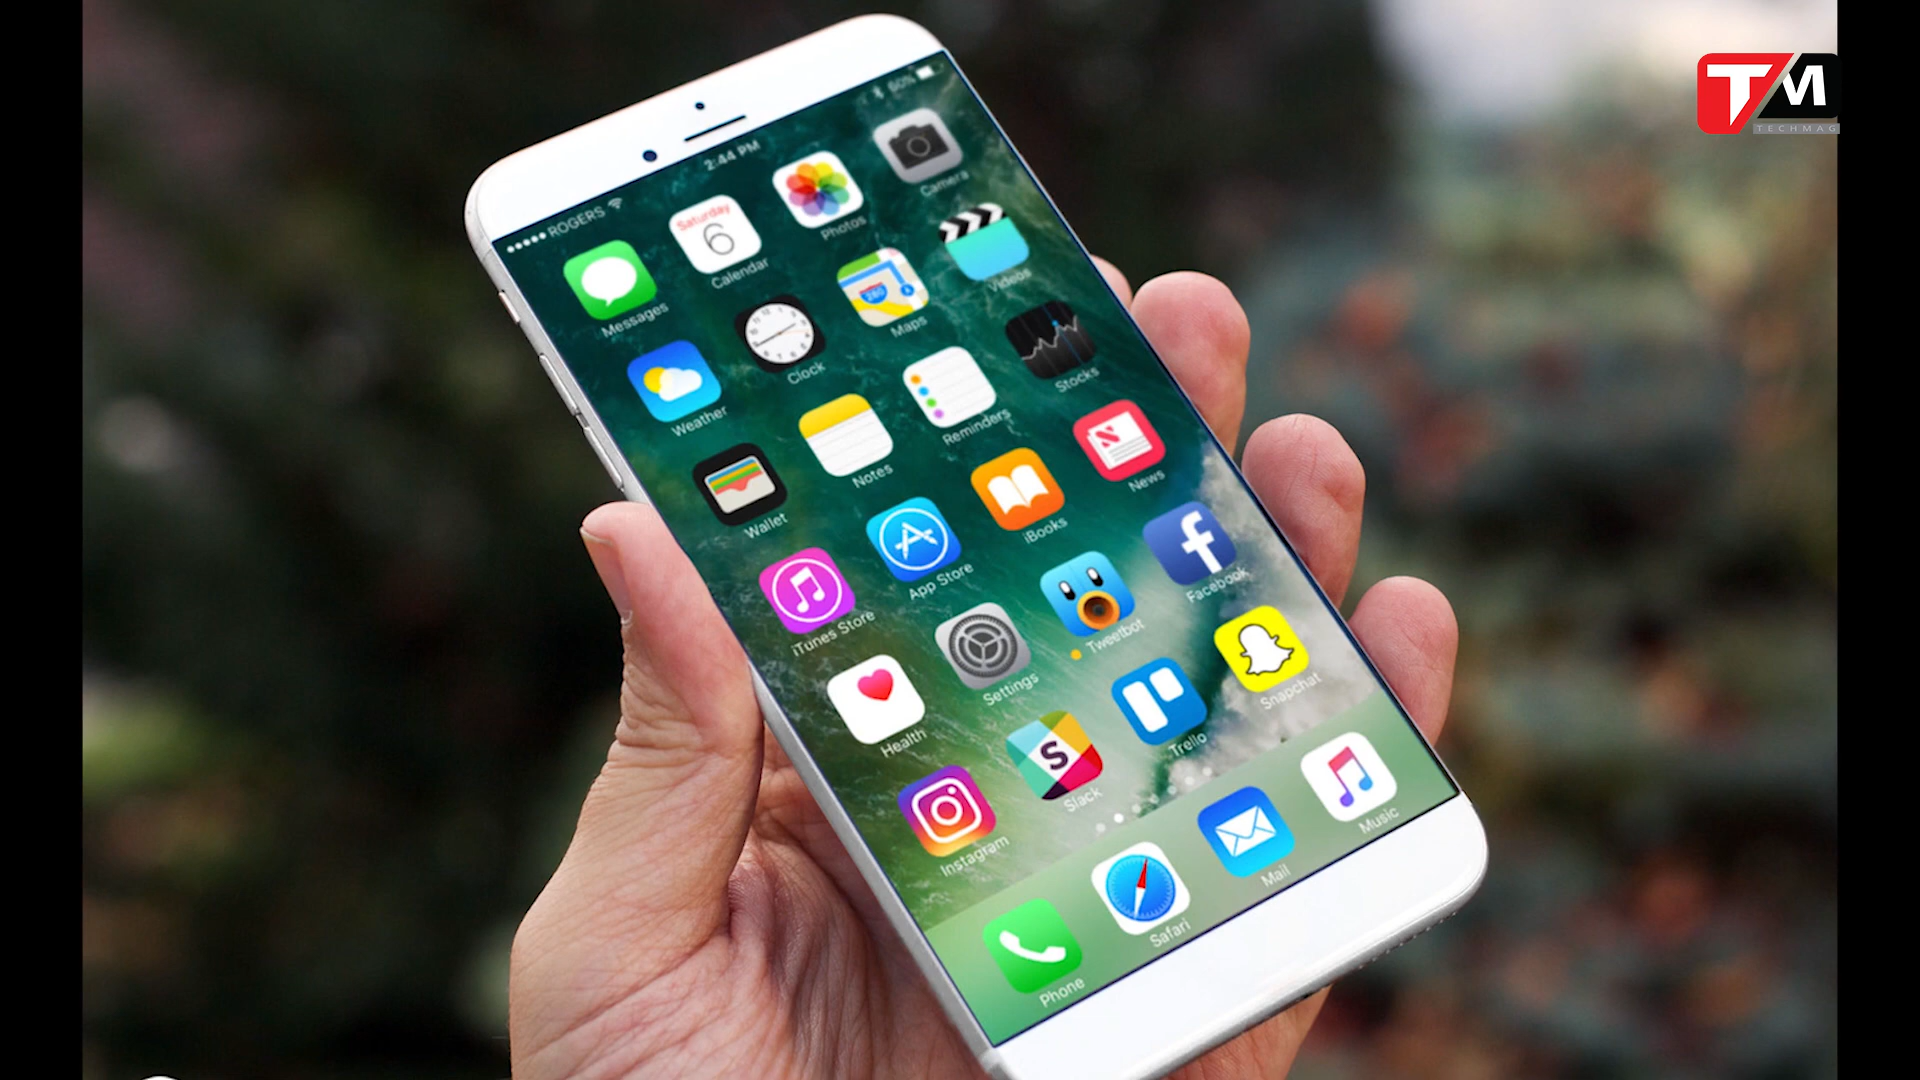 TM
TECHMAG
●●●●● ROGERS
2:44 PM
60%
Messages
Saturday
6
Calendar
Photos
Camera
Weather
Clock
280
Maps
Videos
Wallet
Notes
Reminders
Stocks
iTunes Store
App Store
iBooks
News
Health
Settings
Tweetbot
Facebook
Instagram
S
Slack
Trello
Snapchat
Phone
Safari
Mail
Music